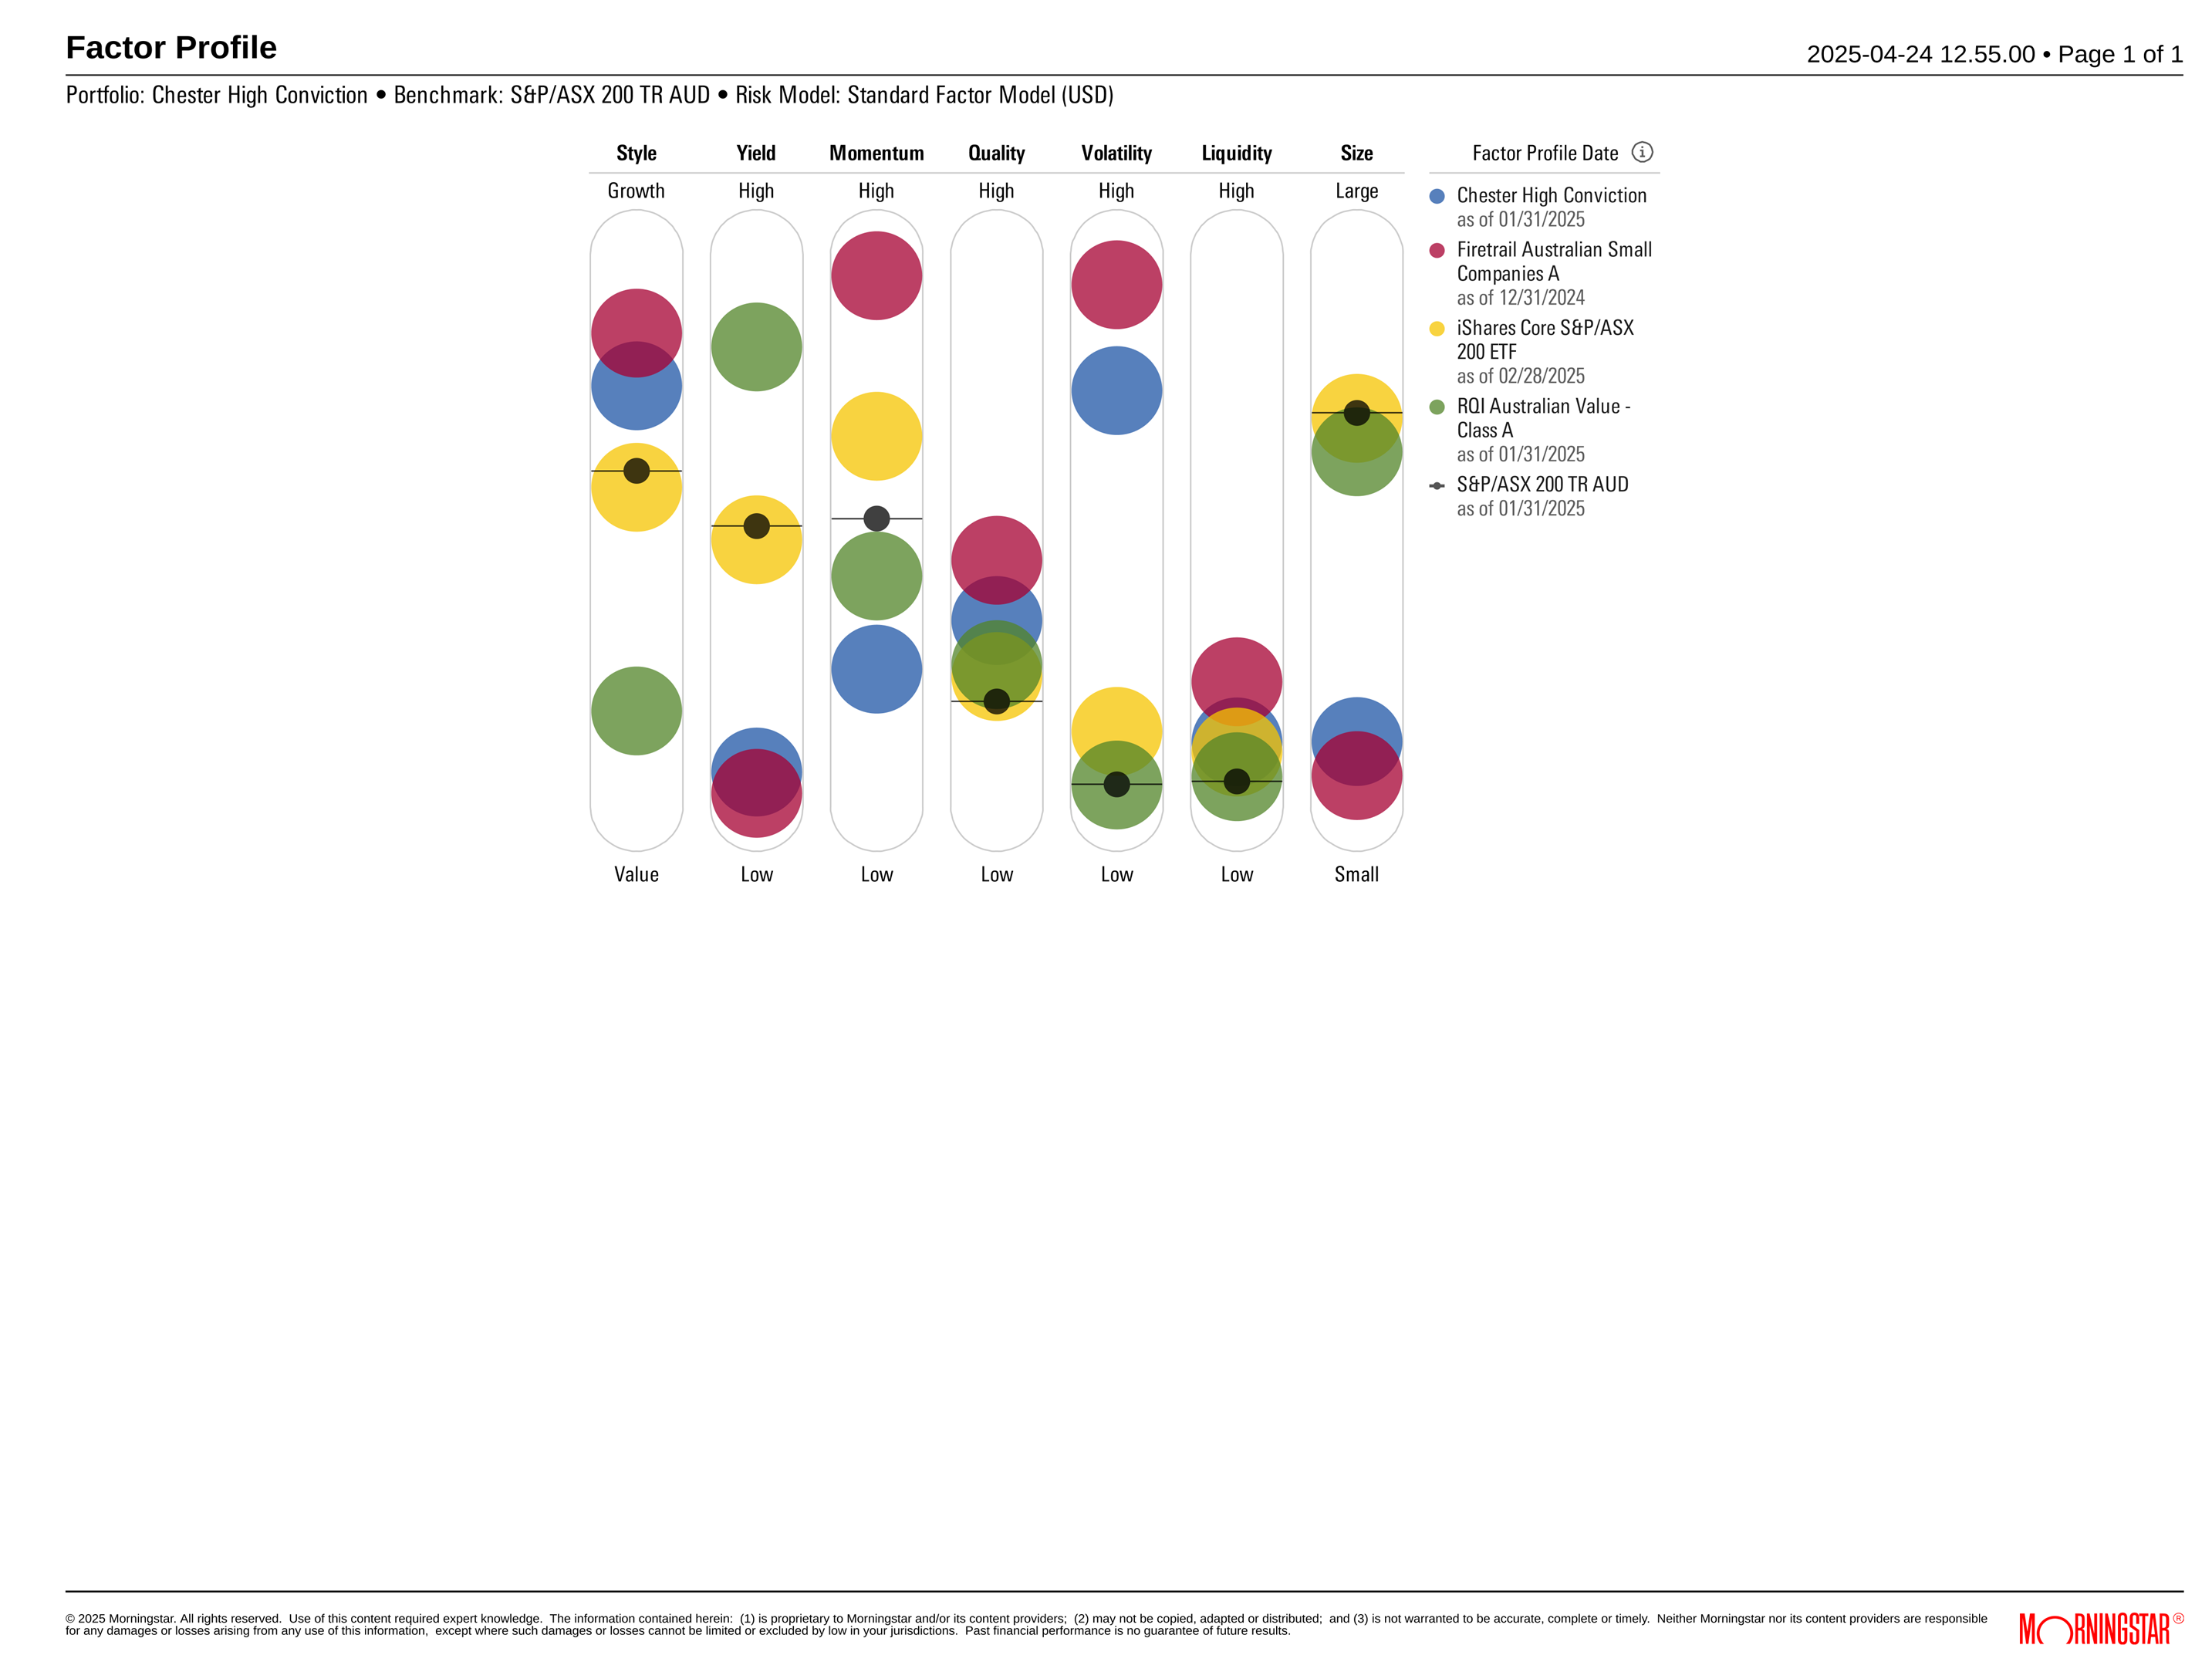 Factor Profile
2025-04-24 12.55.00 • Page 1 of 1
Portfolio: Chester High Conviction • Benchmark: S&P/ASX 200 TR AUD • Risk Model: Standard Factor Model (USD)
Style Yield Momentum Quality Volatility Liquidity Size
Growth High High High High High Large
Value Low Low Low Low Low Small
Factor Profile Date i
Chester High Conviction
as of 01/31/2025
Firetrail Australian Small
Companies A
as of 12/31/2024
iShares Core S&P/ASX
200 ETF
as of 02/28/2025
RQI Australian Value -
Class A
as of 01/31/2025
S&P/ASX 200 TR AUD
as of 01/31/2025
© 2025 Morningstar. All rights reserved. Use of this content required expert knowledge. The information contained herein: (1) is proprietary to Morningstar and/or its content providers; (2) may not be copied, adapted or distributed; and (3) is not warranted to be accurate, complete or timely. Neither Morningstar nor its content providers are responsible
for any damages or losses arising from any use of this information, except where such damages or losses cannot be limited or excluded by low in your jurisdictions. Past financial performance is no guarantee of future results.
MORNINGSTAR®